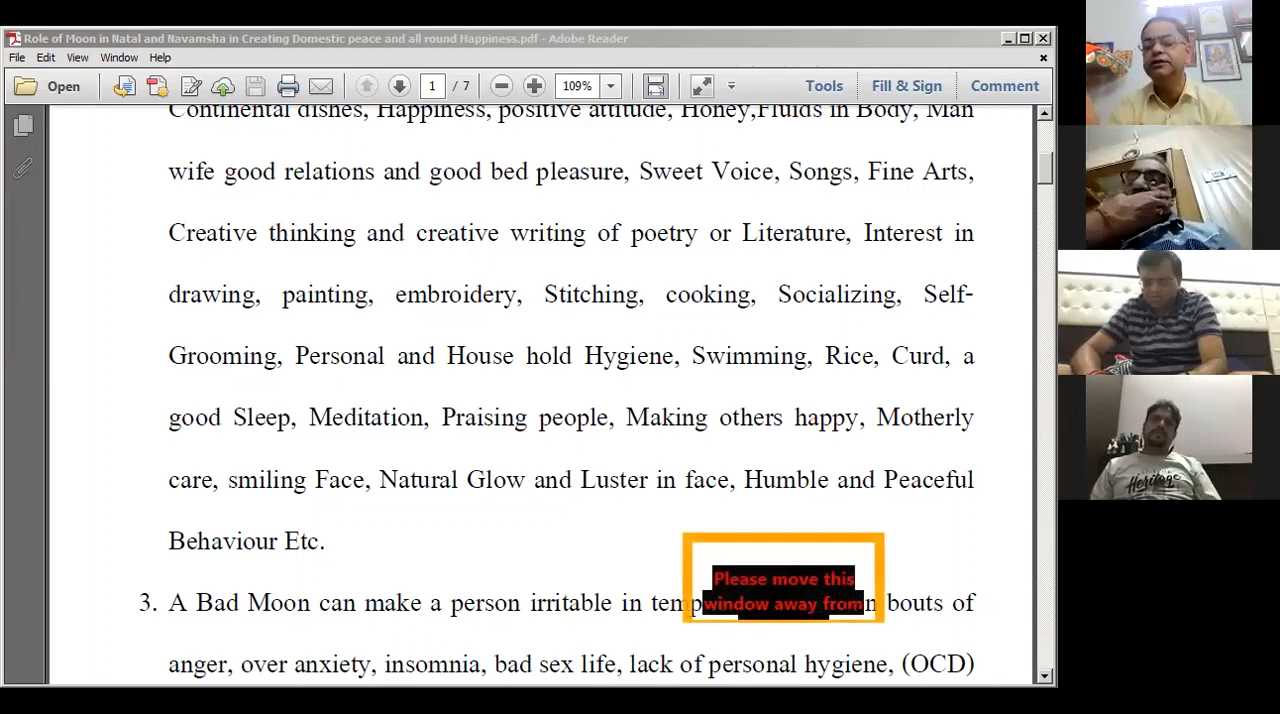 Role of Moon in Natal and Navamsha in Creating Domestic peace and all round Happiness.pdf - Adobe Reader
File Edit View Window Help
Open 1 / 7 109% Tools Fill & Sign Comment
Continental dishes, Happiness, positive attitude, Honey,Fluids in Body, Man
wife good relations and good bed pleasure, Sweet Voice, Songs, Fine Arts,
Creative thinking and creative writing of poetry or Literature, Interest in
drawing, painting, embroidery, Stitching, cooking, Socializing, Self-
Grooming, Personal and House hold Hygiene, Swimming, Rice, Curd, a
good Sleep, Meditation, Praising people, Making others happy, Motherly
care, smiling Face, Natural Glow and Luster in face, Humble and Peaceful
Behaviour Etc.
Please move this
window away from
3. A Bad Moon can make a person irritable in bouts of
anger, over anxiety, insomnia, bad sex life, lack of personal hygiene, (OCD)
Heritage